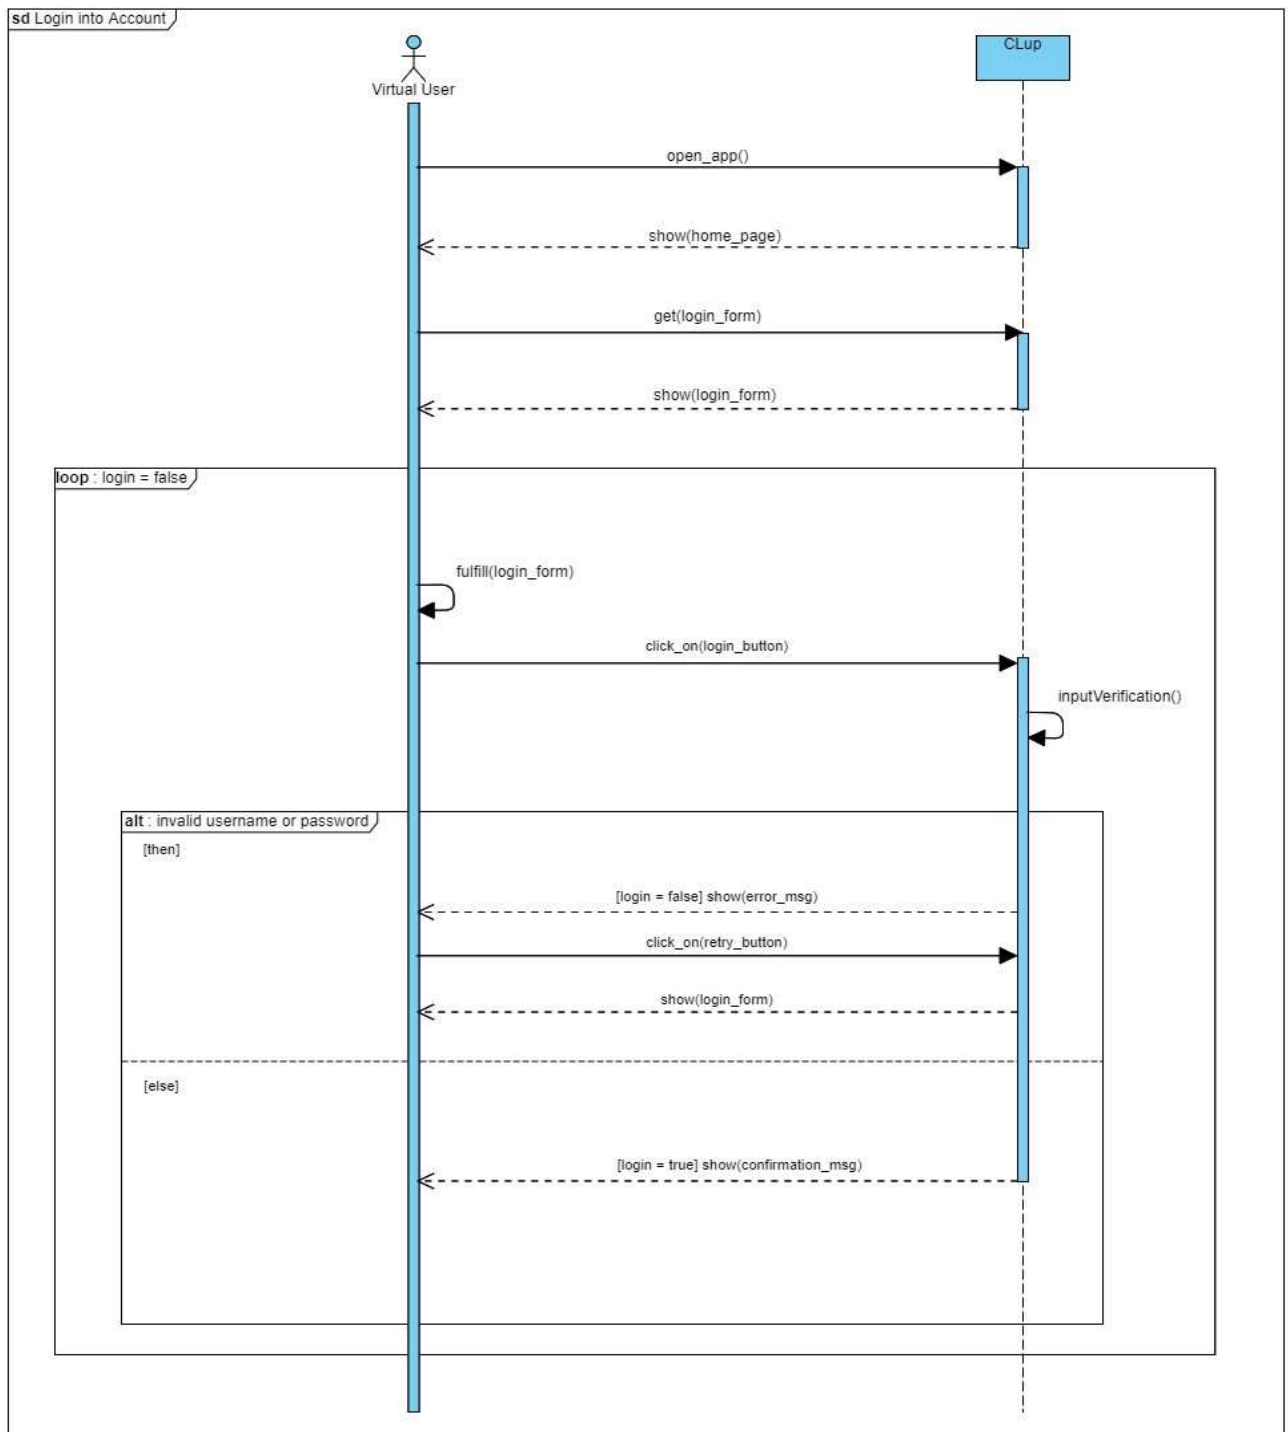 sd Login into Account
CLup
Virtual User
open_app()
show(home_page)
get(login_form)
show(login_form)
loop : login = false
fulfill(login_form)
click_on(login_button)
inputVerification()
alt : invalid username or password
[then]
[login = false] show(error_msg)
click_on(retry_button)
show(login_form)
[else]
[login = true] show(confirmation_msg)